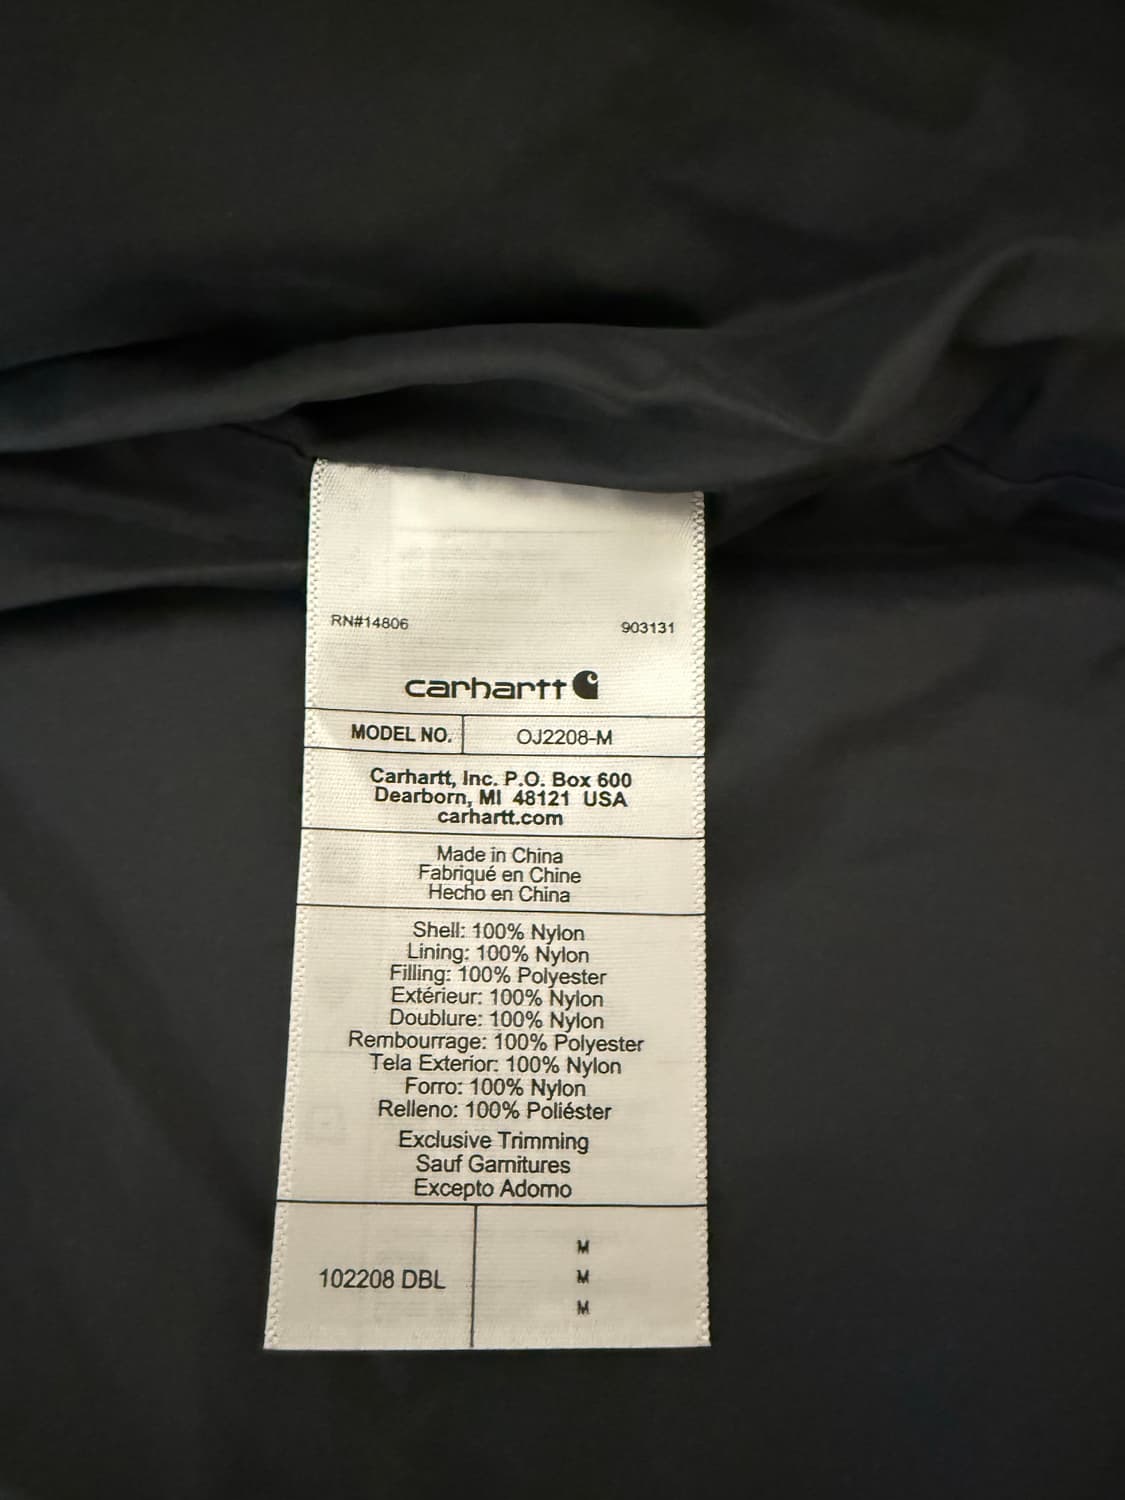 RN#14806 903131
carhartt
MODEL NO. OJ2208-M
Carhartt, Inc. P.O. Box 600
Dearborn, MI 48121 USA
carhartt.com
Made in China
Fabriqué en Chine
Hecho en China
Shell: 100% Nylon
Lining: 100% Nylon
Filling: 100% Polyester
Extérieur: 100% Nylon
Doublure: 100% Nylon
Rembourrage: 100% Polyester
Tela Exterior: 100% Nylon
Forro: 100% Nylon
Relleno: 100% Poliéster
Exclusive Trimming
Sauf Garnitures
Excepto Adorno
M
102208 DBL M
M